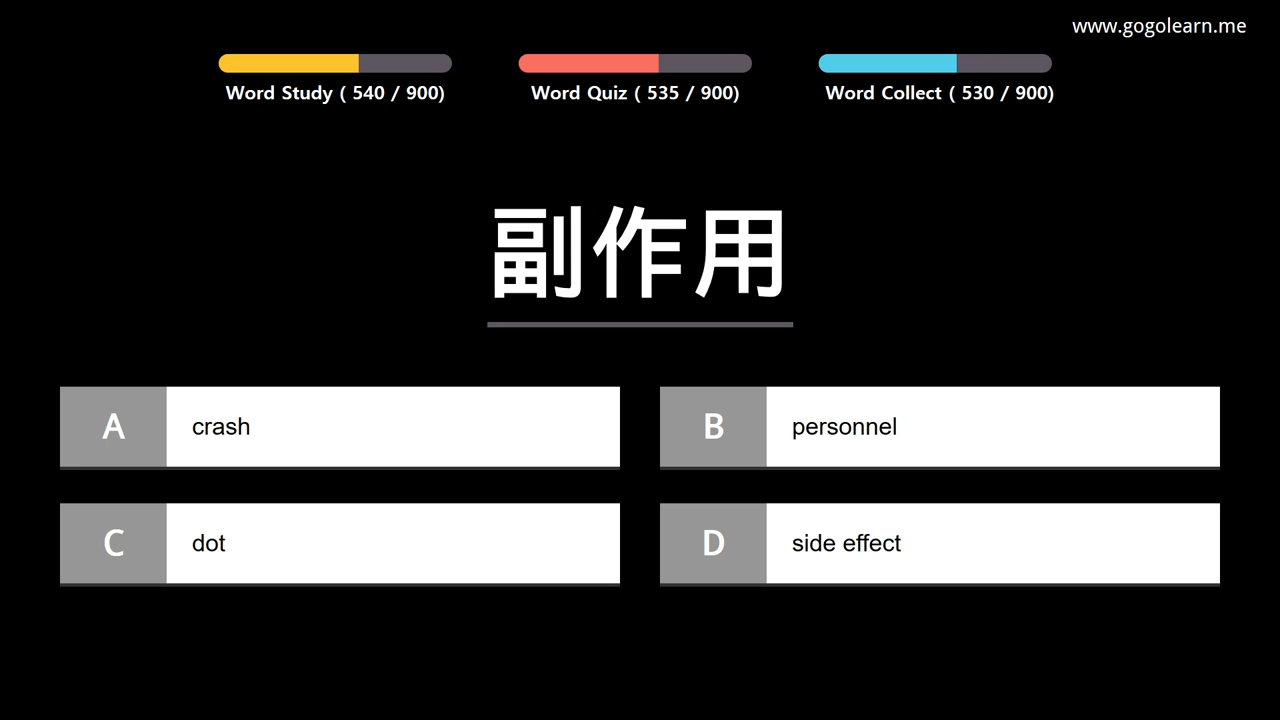 www.gogolearn.me
Word Study ( 540 / 900)
Word Quiz ( 535 / 900)
Word Collect ( 530 / 900)
副作用
A crash
B personnel
C dot
D side effect